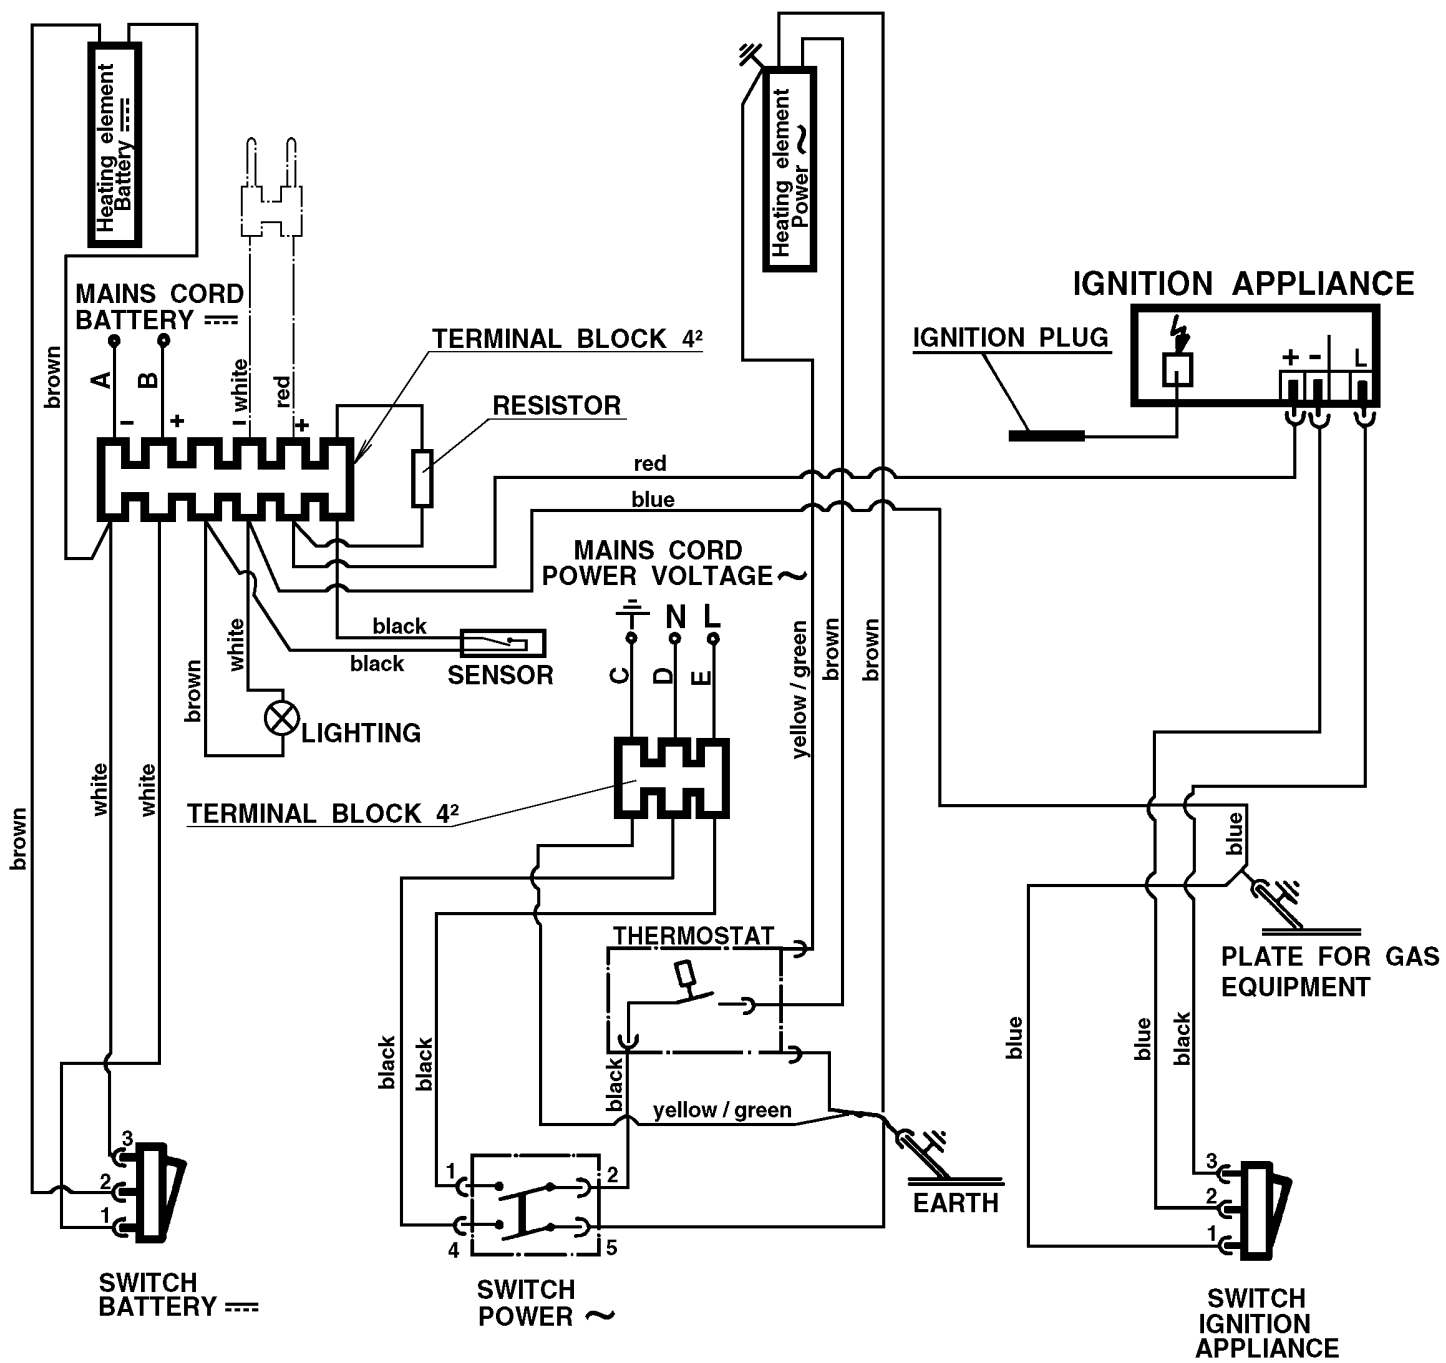 Heating element
Battery
Heating element
Power ~
MAINS CORD
BATTERY
A
B
-
+
white
-
red
+
brown
TERMINAL BLOCK 4²
RESISTOR
IGNITION APPLIANCE
IGNITION PLUG
+
-
L
red
blue
MAINS CORD
POWER VOLTAGE ~
N
L
C
D
E
black
black
SENSOR
white
brown
LIGHTING
yellow / green
brown
brown
TERMINAL BLOCK 4²
white
white
brown
blue
THERMOSTAT
PLATE FOR GAS
EQUIPMENT
black
black
black
yellow / green
blue
blue
black
EARTH
3
2
1
1
2
4
5
3
2
1
SWITCH
BATTERY
SWITCH
POWER ~
SWITCH
IGNITION
APPLIANCE